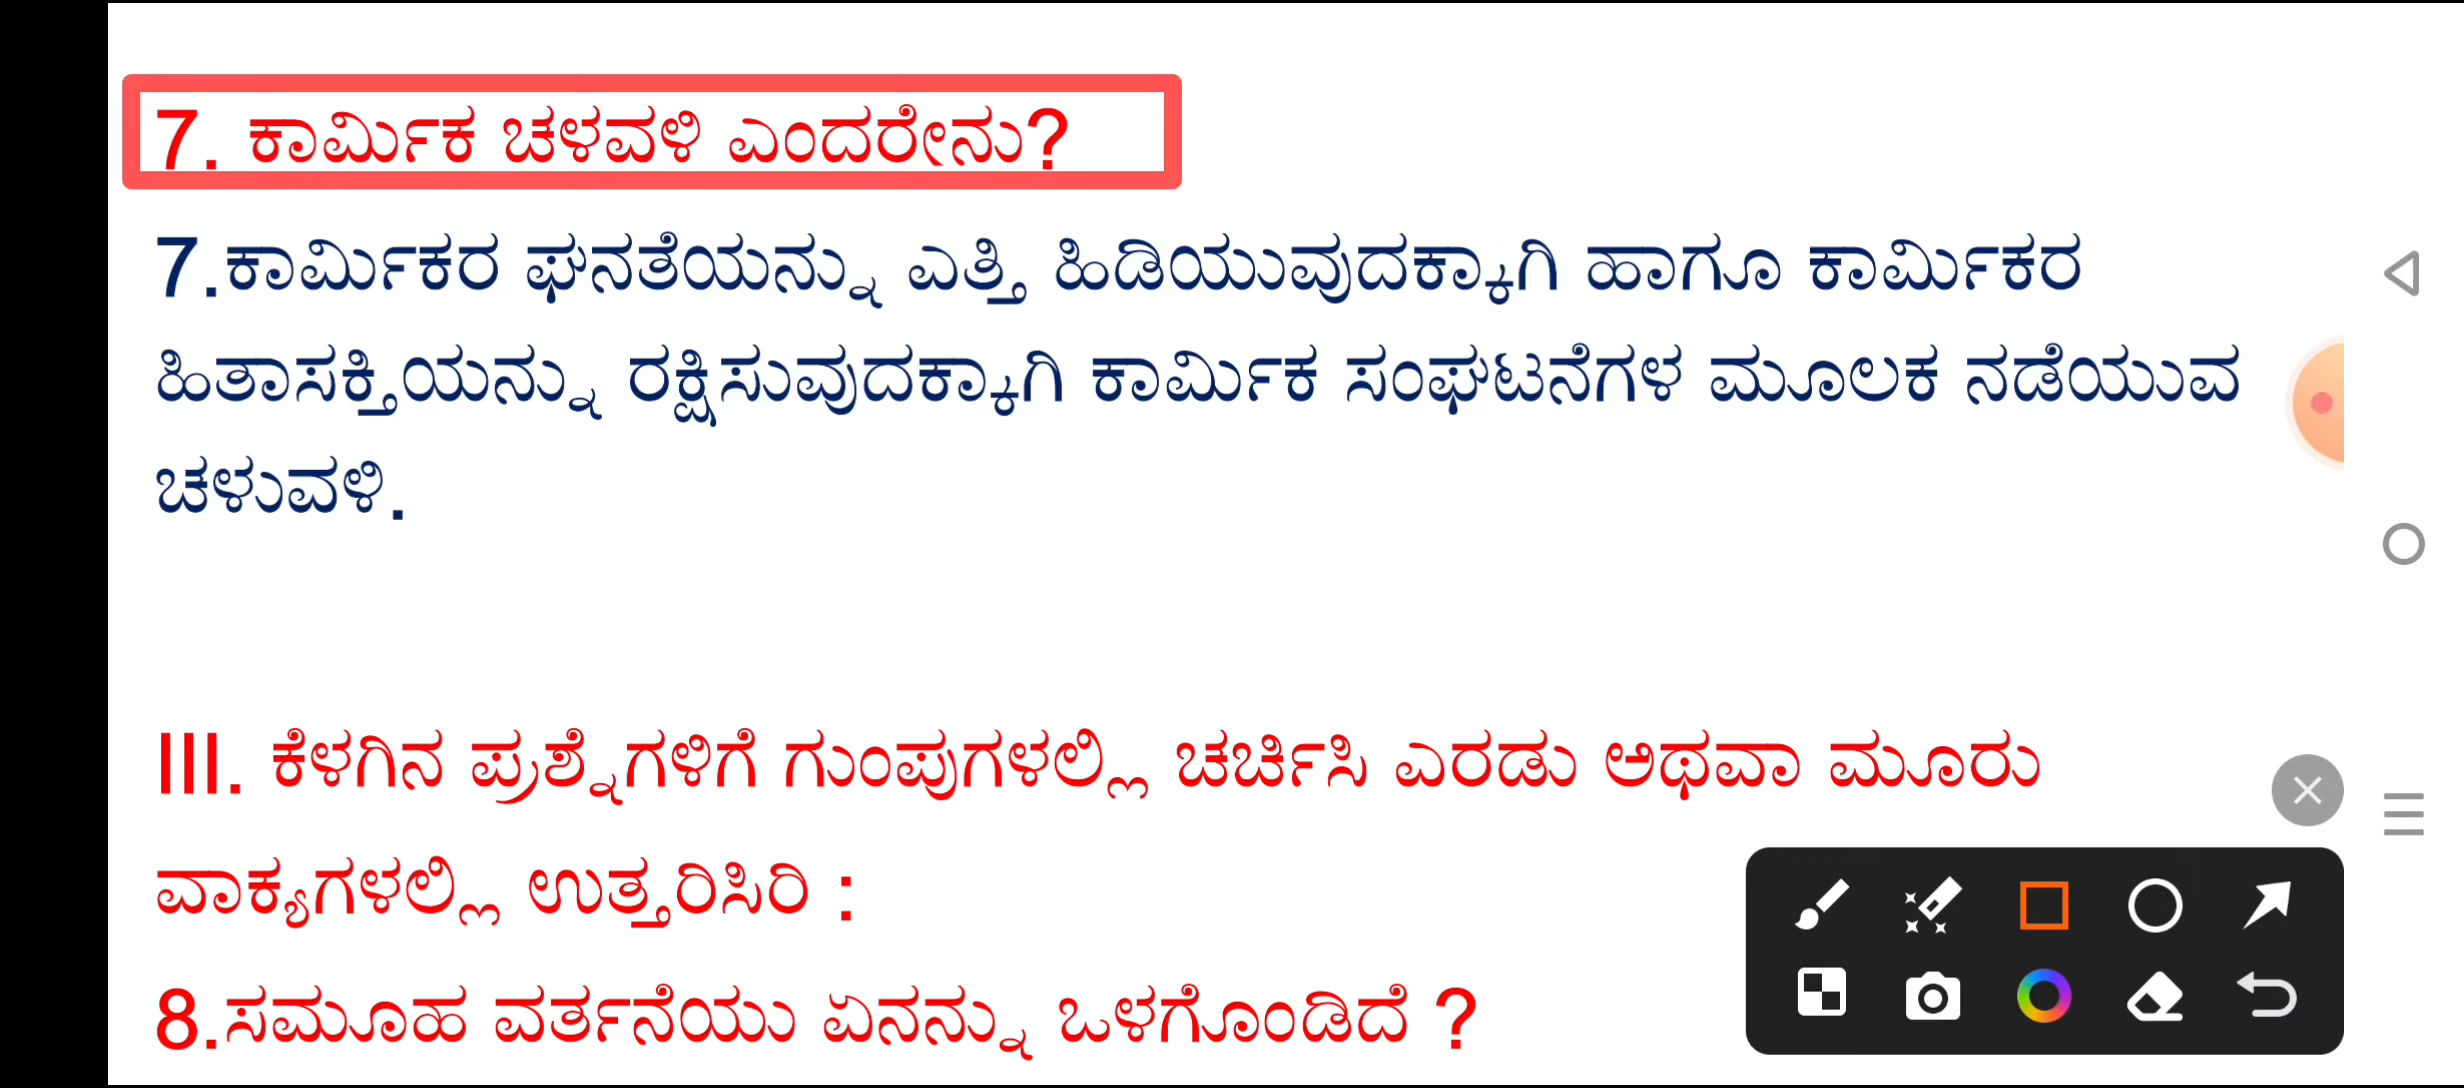 7. ಕಾರ್ಮಿಕ ಚಳವಳಿ ಎಂದರೇನು?
7.ಕಾರ್ಮಿಕರ ಘನತೆಯನ್ನು ಎತ್ತಿ ಹಿಡಿಯುವುದಕ್ಕಾಗಿ ಹಾಗೂ ಕಾರ್ಮಿಕರ
ಹಿತಾಸಕ್ತಿಯನ್ನು ರಕ್ಷಿಸುವುದಕ್ಕಾಗಿ ಕಾರ್ಮಿಕ ಸಂಘಟನೆಗಳ ಮೂಲಕ ನಡೆಯುವ
ಚಳುವಳಿ.
III. ಕೆಳಗಿನ ಪ್ರಶ್ನೆಗಳಿಗೆ ಗುಂಪುಗಳಲ್ಲಿ ಚರ್ಚಿಸಿ ಎರಡು ಅಥವಾ ಮೂರು
ವಾಕ್ಯಗಳಲ್ಲಿ ಉತ್ತರಿಸಿರಿ :
8.ಸಮೂಹ ವರ್ತನೆಯು ಏನನ್ನು ಒಳಗೊಂಡಿದೆ ?